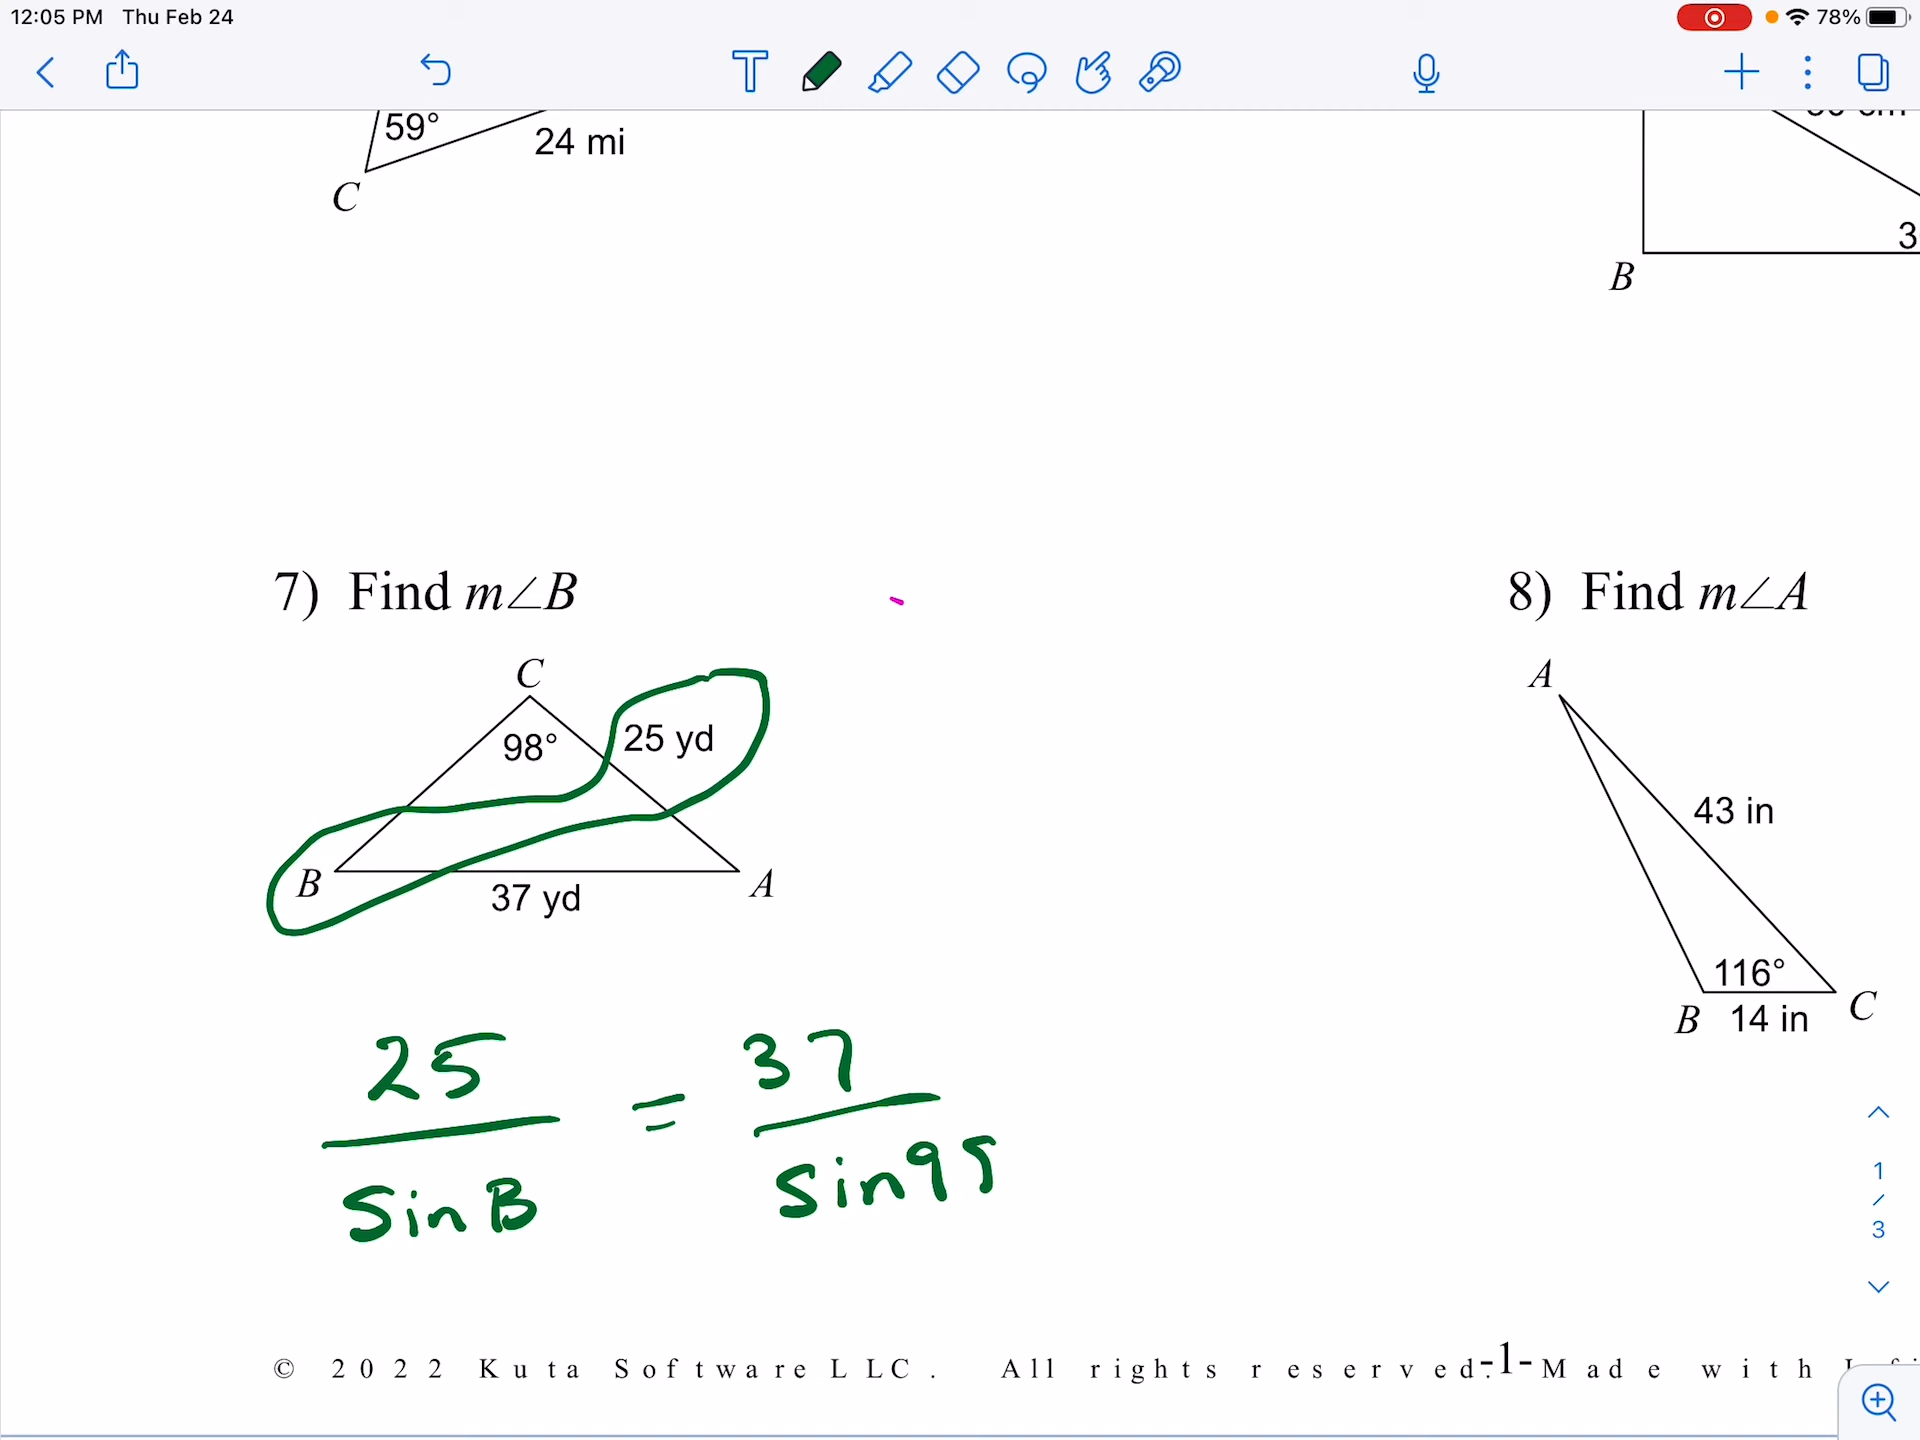 12:05 PM Thu Feb 24
78%
59°
24 mi
C
3
B
7) Find m∠B
8) Find m∠A
C
98°
25 yd
B
37 yd
A
A
43 in
116°
B
14 in
C
25 = 37
sin B sin 95
1
/
3
© 2022 Kuta Software LLC. All rights reserved.
-1-
Made with